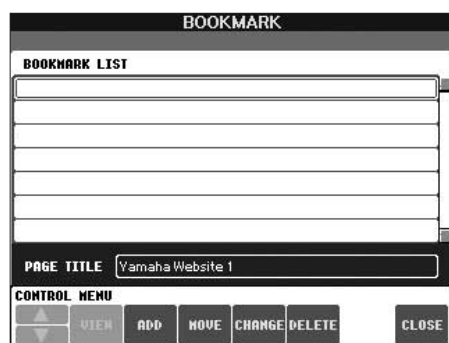 BOOKMARK
BOOKMARK LIST
PAGE TITLE Yamaha Website 1
CONTROL MENU
VIEW ADD MOVE CHANGE DELETE CLOSE